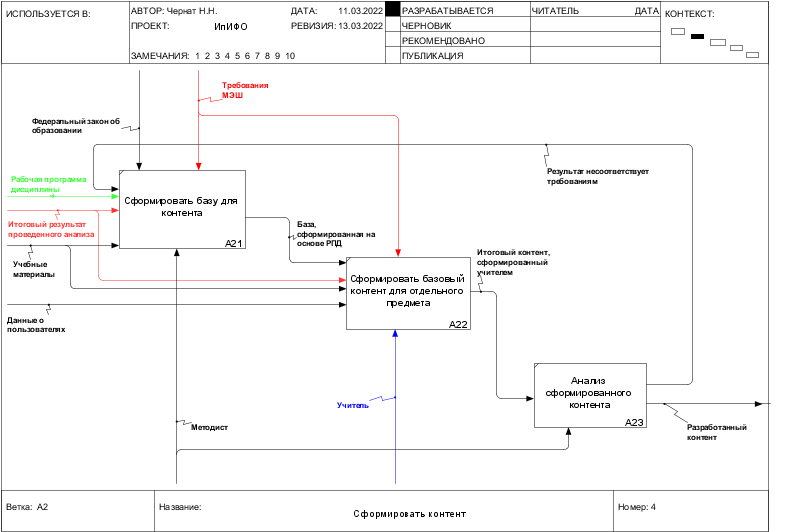 ИСПОЛЬЗУЕТСЯ В:
АВТОР: Чернат Н.Н.
ДАТА: 11.03.2022
РАЗРАБАТЫВАЕТСЯ
ЧИТАТЕЛЬ
ДАТА
КОНТЕКСТ:
ПРОЕКТ: ИпИФО
РЕВИЗИЯ: 13.03.2022
ЧЕРНОВИК
РЕКОМЕНДОВАНО
ЗАМЕЧАНИЯ: 1 2 3 4 5 6 7 8 9 10
ПУБЛИКАЦИЯ
Требования
МЭШ
Федеральный закон об
образовании
Результат несоответствует
требованиям
Рабочая программа
дисциплины
Сформировать базу для
контента
A21
Итоговый результат
проведенного анализа
База,
сформированная на
основе РПД
Учебные
материалы
Итоговый контент,
сформированный
учителем
Сформировать базовый
контент для отдельного
предмета
A22
Данные о
пользователях
Анализ
сформированного
контента
A23
Учитель
Методист
Разработанный
контент
Ветка: A2
Название:
Сформировать контент
Номер: 4